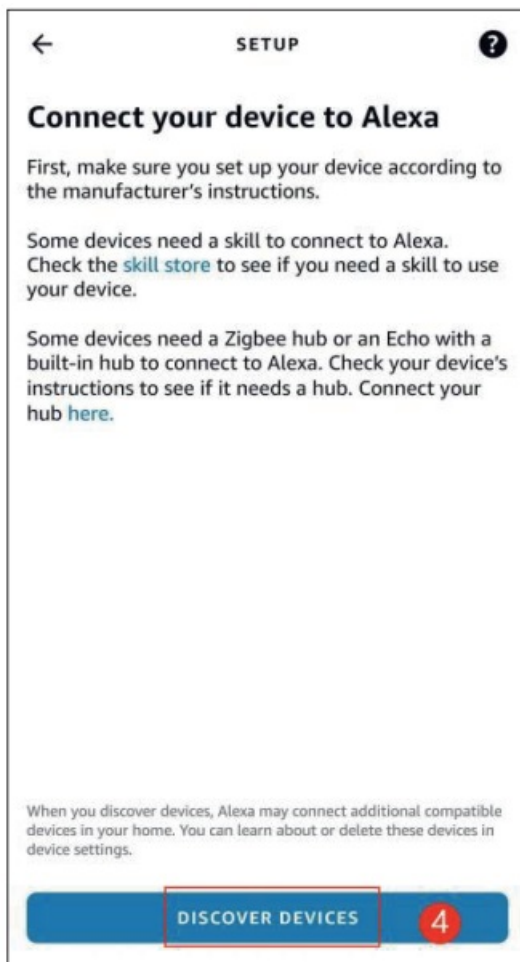 SETUP
?
Connect your device to Alexa
First, make sure you set up your device according to
the manufacturer's instructions.
Some devices need a skill to connect to Alexa.
Check the skill store to see if you need a skill to use
your device.
Some devices need a Zigbee hub or an Echo with a
built-in hub to connect to Alexa. Check your device's
instructions to see if it needs a hub. Connect your
hub here.
When you discover devices, Alexa may connect additional compatible
devices in your home. You can learn about or delete these devices in
device settings.
DISCOVER DEVICES 4